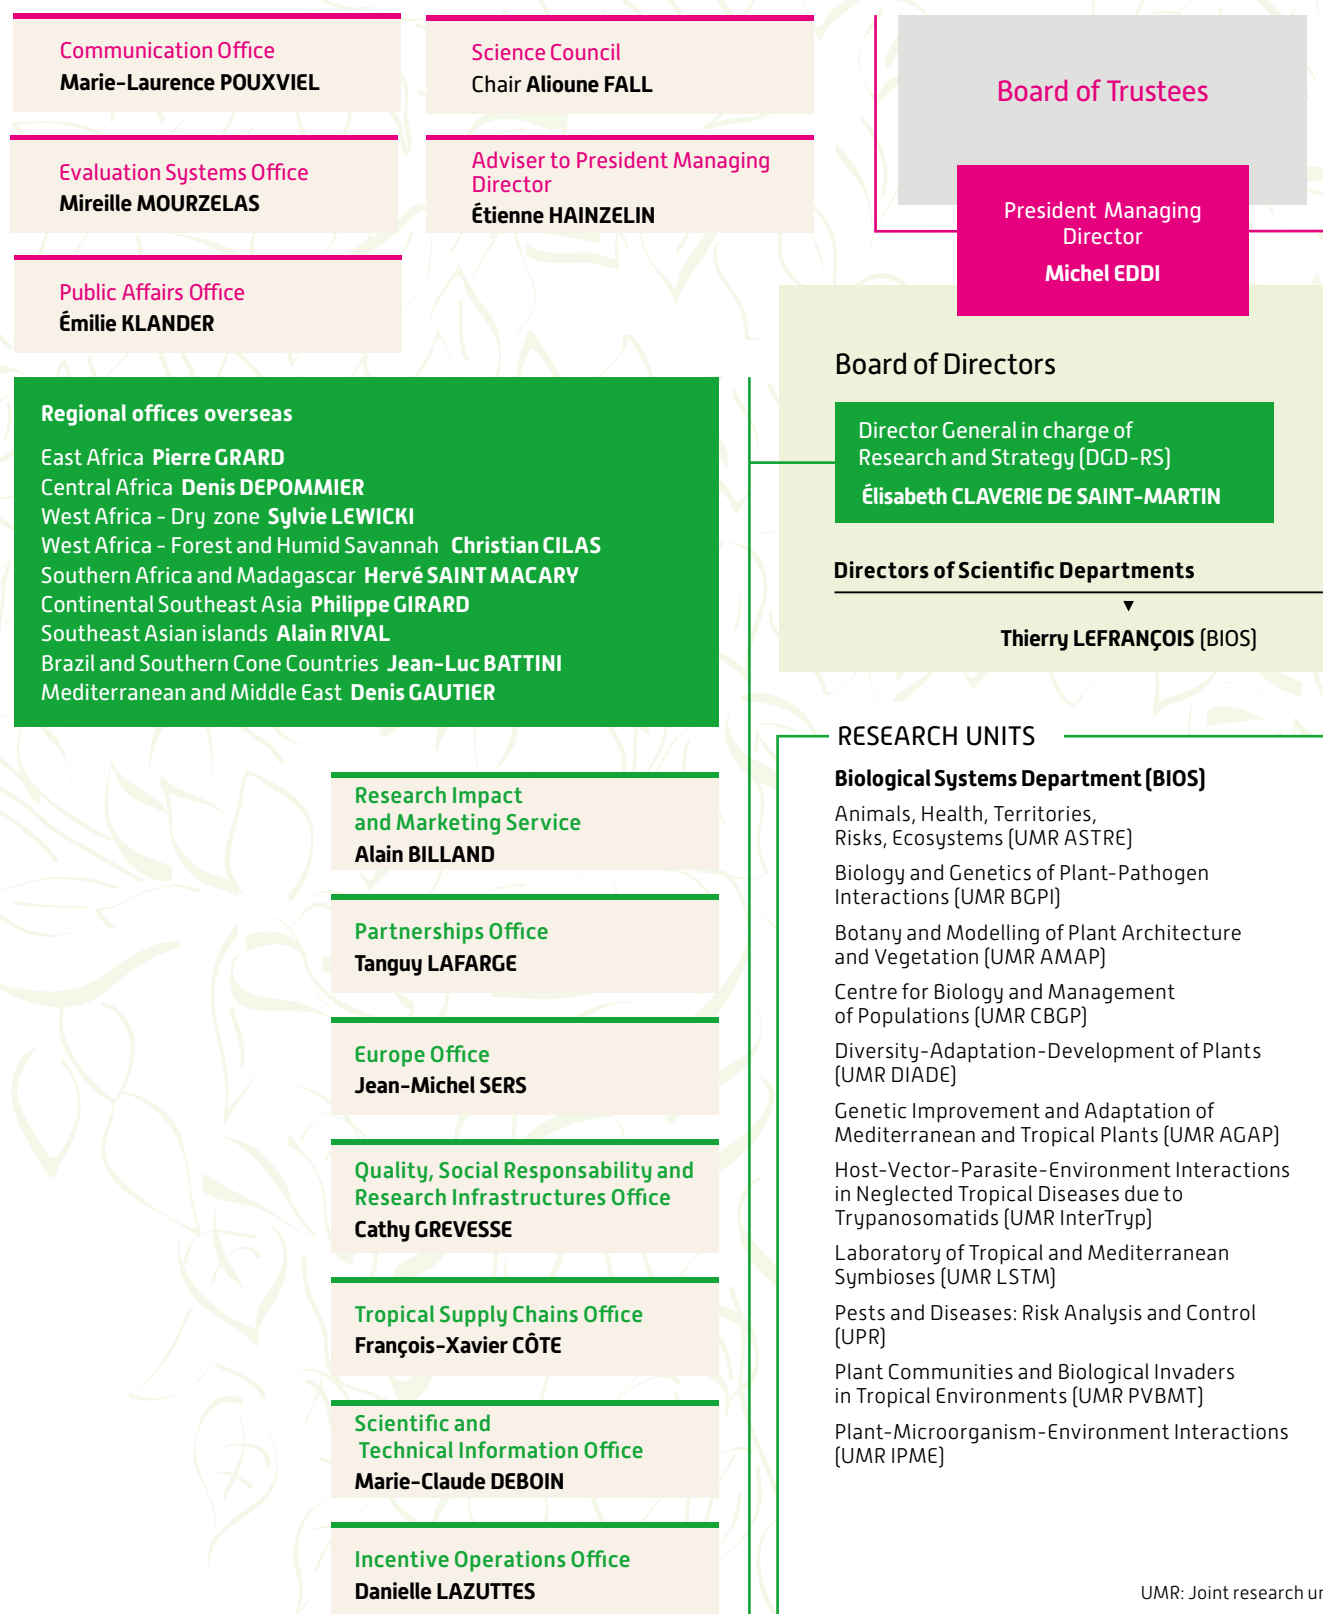 Communication Office
Marie-Laurence POUXVIEL
Science Council
Chair Alioune FALL
Evaluation Systems Office
Mireille MOURZELAS
Adviser to President Managing
Director
Étienne HAINZELIN
Public Affairs Office
Émilie KLANDER
Board of Trustees
President Managing
Director
Michel EDDI
Regional offices overseas
East Africa Pierre GRARD
Central Africa Denis DEPOMMIER
West Africa - Dry zone Sylvie LEWICKI
West Africa - Forest and Humid Savannah Christian CILAS
Southern Africa and Madagascar Hervé SAINT MACARY
Continental Southeast Asia Philippe GIRARD
Southeast Asian islands Alain RIVAL
Brazil and Southern Cone Countries Jean-Luc BATTINI
Mediterranean and Middle East Denis GAUTIER
Board of Directors
Director General in charge of
Research and Strategy (DGD-RS)
Élisabeth CLAVERIE DE SAINT-MARTIN
Directors of Scientific Departments
Thierry LEFRANÇOIS (BIOS)
Research Impact
and Marketing Service
Alain BILLAND
Partnerships Office
Tanguy LAFARGE
Europe Office
Jean-Michel SERS
Quality, Social Responsability and
Research Infrastructures Office
Cathy GREVESSE
Tropical Supply Chains Office
François-Xavier CÔTE
Scientific and
Technical Information Office
Marie-Claude DEBOIN
Incentive Operations Office
Danielle LAZUTTES
RESEARCH UNITS
Biological Systems Department (BIOS)
Animals, Health, Territories,
Risks, Ecosystems (UMR ASTRE)
Biology and Genetics of Plant-Pathogen
Interactions (UMR BGPI)
Botany and Modelling of Plant Architecture
and Vegetation (UMR AMAP)
Centre for Biology and Management
of Populations (UMR CBGP)
Diversity-Adaptation-Development of Plants
(UMR DIADE)
Genetic Improvement and Adaptation of
Mediterranean and Tropical Plants (UMR AGAP)
Host-Vector-Parasite-Environment Interactions
in Neglected Tropical Diseases due to
Trypanosomatids (UMR InterTryp)
Laboratory of Tropical and Mediterranean
Symbioses (UMR LSTM)
Pests and Diseases: Risk Analysis and Control
(UPR)
Plant Communities and Biological Invaders
in Tropical Environments (UMR PVBMT)
Plant-Microorganism-Environment Interactions
(UMR IPME)
UMR: Joint research